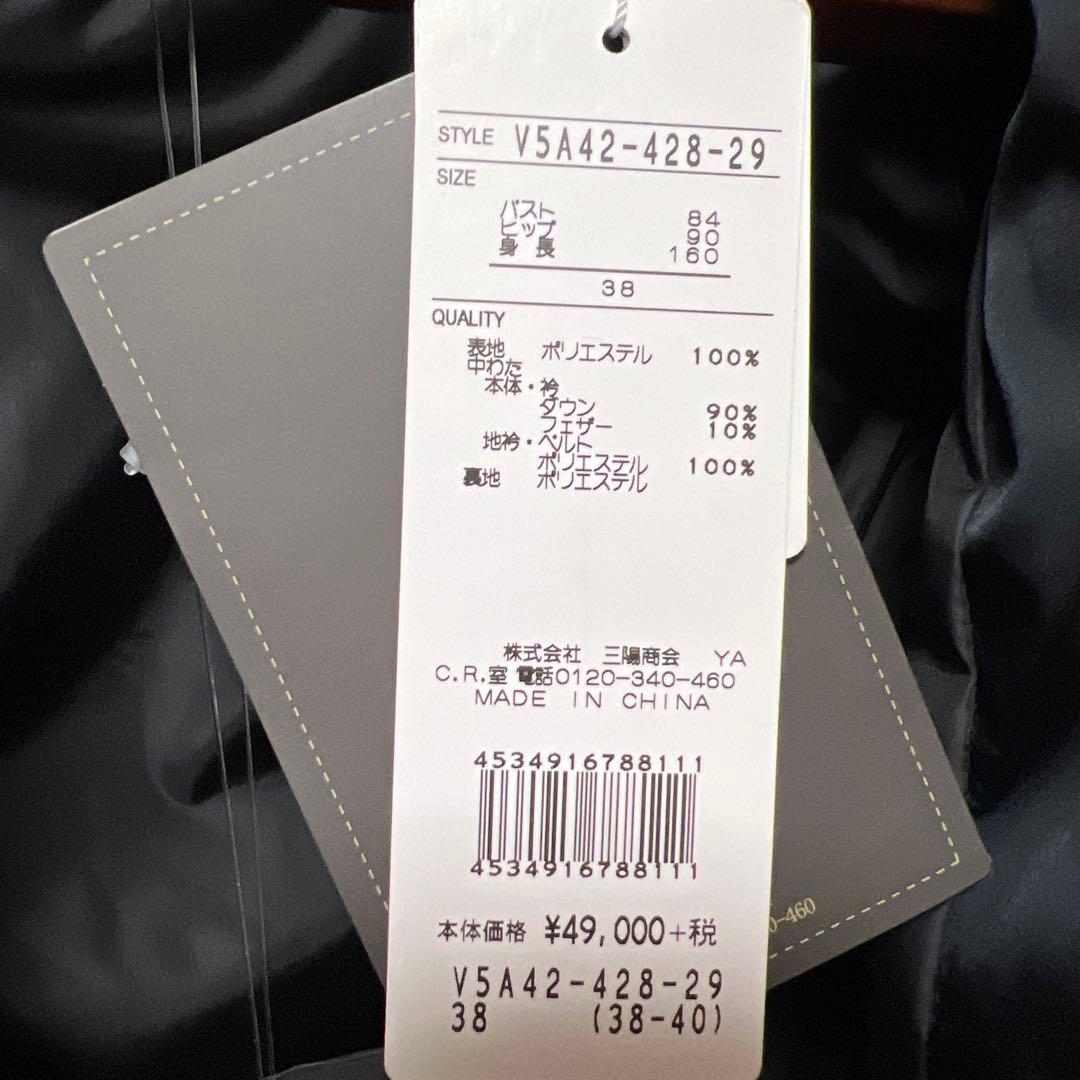 STYLE V5A42-428-29
SIZE
バスト 84
ヒップ 90
身長 160
38
QUALITY
表地 ポリエステル 100%
中わた
本体・衿
ダウン 90%
フェザー 10%
地衿・ベルト
ポリエステル 100%
裏地 ポリエステル
株式会社 三陽商会 YA
C.R.室 電話0120-340-460
MADE IN CHINA
4534916788111
4534916788111
本体価格 ¥49,000+税
V5A42-428-29
38 (38-40)
0-460